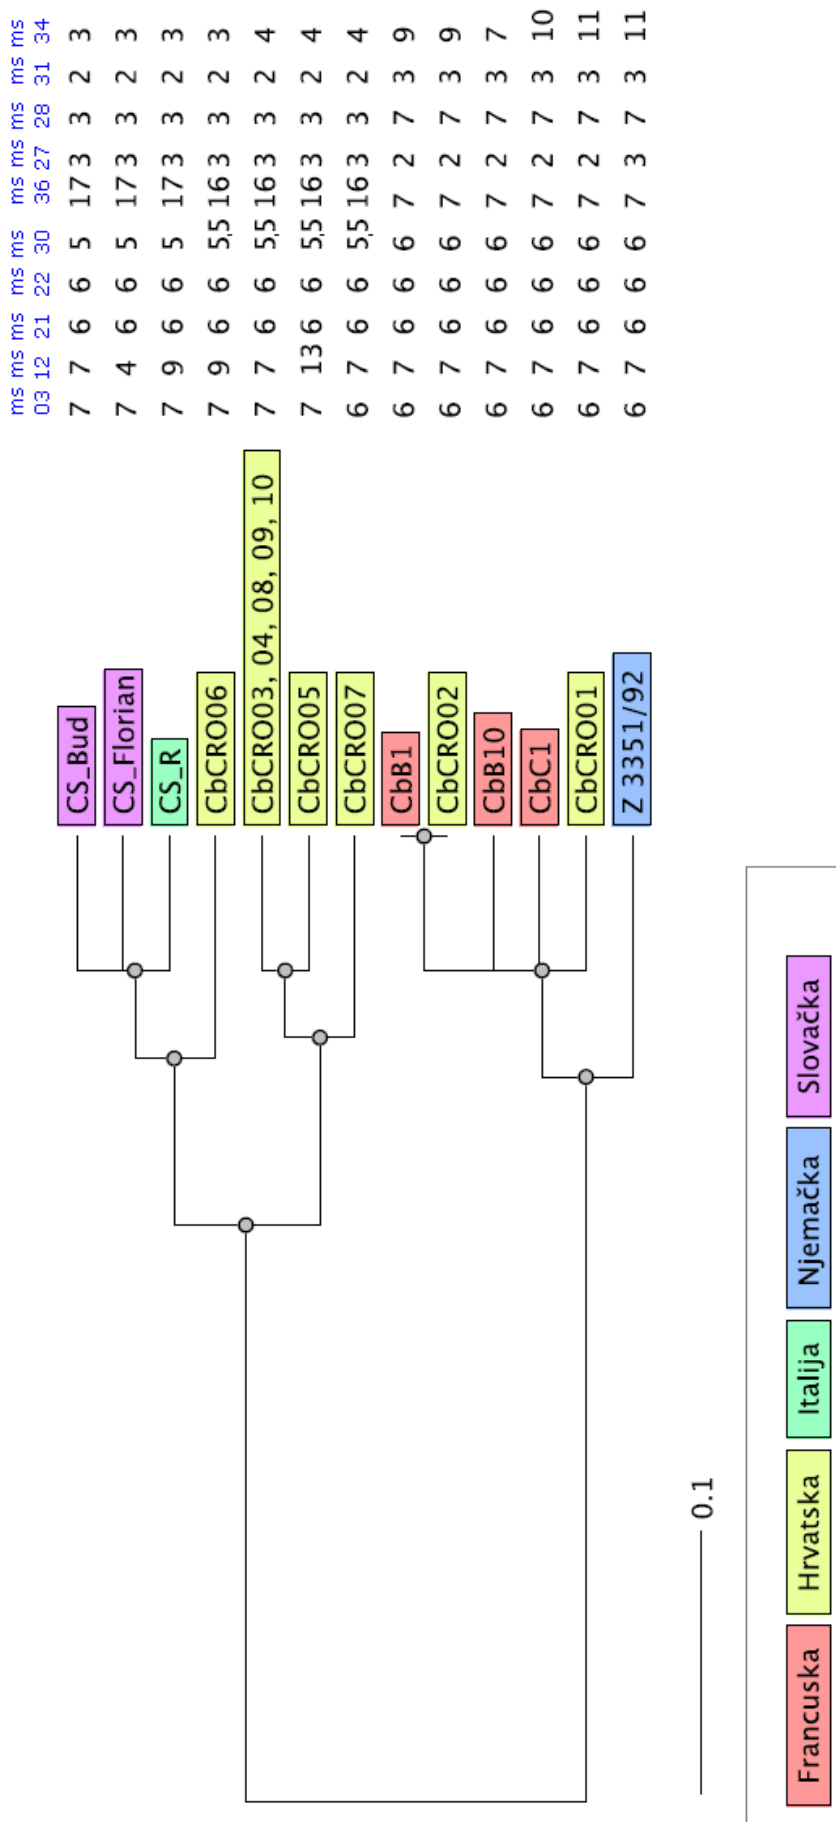 ms ms ms ms ms ms ms ms ms
03 12 21 22 30 36 27 28 31 34
CS_Bud 7 7 6 6 5 17 3 3 2 3
CS_Florian 7 4 6 6 5 17 3 3 2 3
CS_R 7 9 6 6 5 17 3 3 2 3
CbCRO06 7 9 6 6 5,5 16 3 3 2 3
CbCRO03, 04, 08, 09, 10 7 7 6 6 5,5 16 3 3 2 4
CbCRO05 7 13 6 6 5,5 16 3 3 2 4
CbCRO07 6 7 6 6 5,5 16 3 3 2 4
CbB1 6 7 6 6 6 7 2 7 3 9
CbCRO02 6 7 6 6 6 7 2 7 3 9
CbB10 6 7 6 6 6 7 2 7 3 7
CbC1 6 7 6 6 6 7 2 7 3 10
CbCRO01 6 7 6 6 6 7 2 7 3 11
Z 3351/92 6 7 6 6 6 7 3 7 3 11
0.1
Francuska Hrvatska Italija Njemačka Slovačka